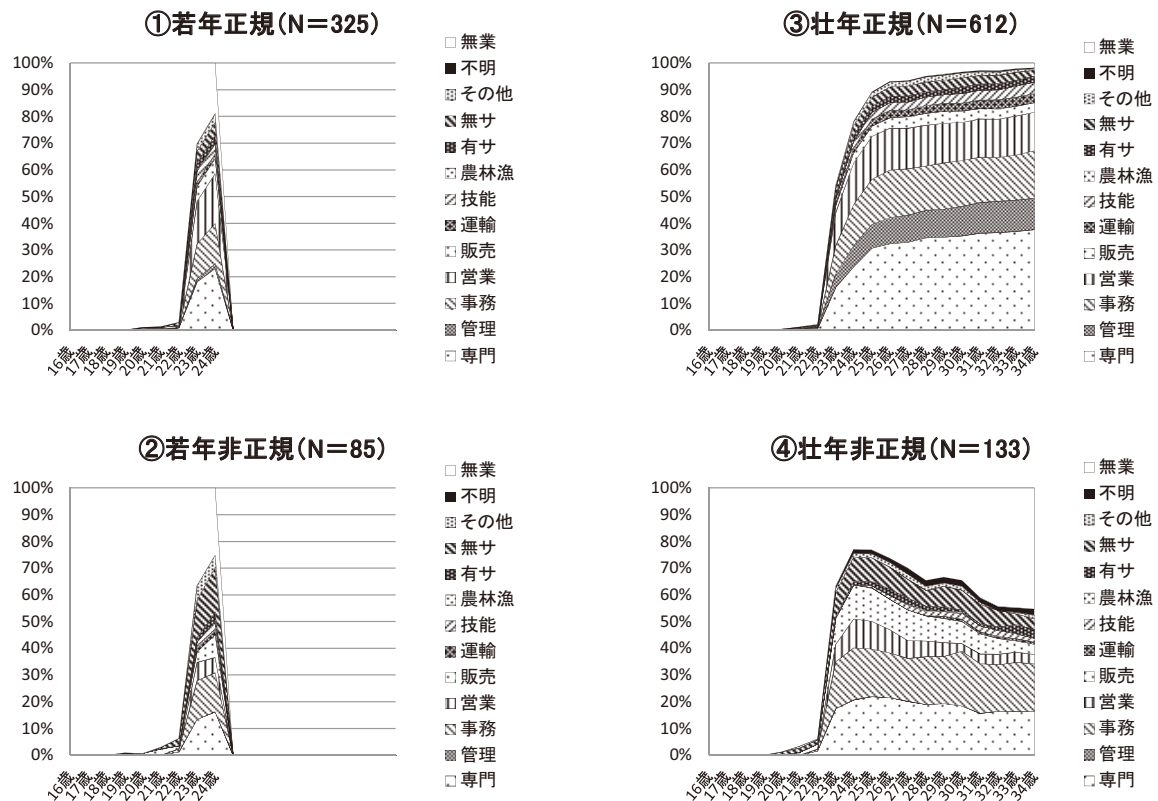 ①若年正規(N＝325)
100%
90%
80%
70%
60%
50%
40%
30%
20%
10%
0%
16歳
17歳
18歳
19歳
20歳
21歳
22歳
23歳
24歳
無業
不明
その他
無サ
有サ
農林漁
技能
運輸
販売
営業
事務
管理
専門
③壮年正規(N＝612)
100%
90%
80%
70%
60%
50%
40%
30%
20%
10%
0%
16歳
17歳
18歳
19歳
20歳
21歳
22歳
23歳
24歳
25歳
26歳
27歳
28歳
29歳
30歳
31歳
32歳
33歳
34歳
無業
不明
その他
無サ
有サ
農林漁
技能
運輸
販売
営業
事務
管理
専門
②若年非正規(N＝85)
100%
90%
80%
70%
60%
50%
40%
30%
20%
10%
0%
16歳
17歳
18歳
19歳
20歳
21歳
22歳
23歳
24歳
無業
不明
その他
無サ
有サ
農林漁
技能
運輸
販売
営業
事務
管理
専門
④壮年非正規(N＝133)
100%
90%
80%
70%
60%
50%
40%
30%
20%
10%
0%
16歳
17歳
18歳
19歳
20歳
21歳
22歳
23歳
24歳
25歳
26歳
27歳
28歳
29歳
30歳
31歳
32歳
33歳
34歳
無業
不明
その他
無サ
有サ
農林漁
技能
運輸
販売
営業
事務
管理
専門